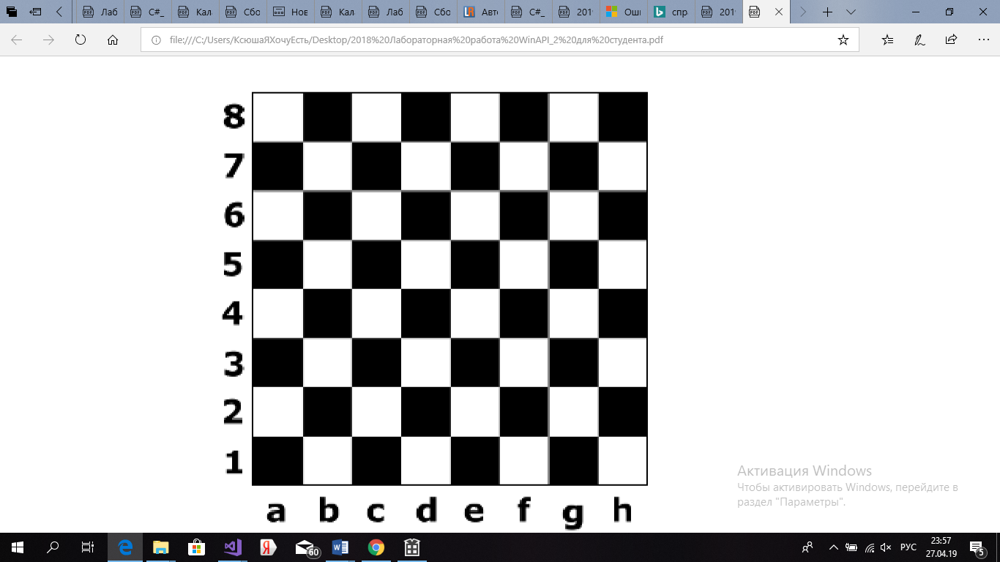 Лаб
C#_
Кал
Сбо
Нов
Кал
Лаб
Сбо
Авт
C#_
201
Ош
спр
201
file:///C:/Users/КсюшаЯХочуЕсть/Desktop/2018%20Лабораторная%20работа%20WinAPI_2%20для%20студента.pdf
8
7
6
5
4
3
2
1
a b c d e f g h
Активация Windows
Чтобы активировать Windows, перейдите в
раздел "Параметры".
60
РУС
23:57
27.04.19
5